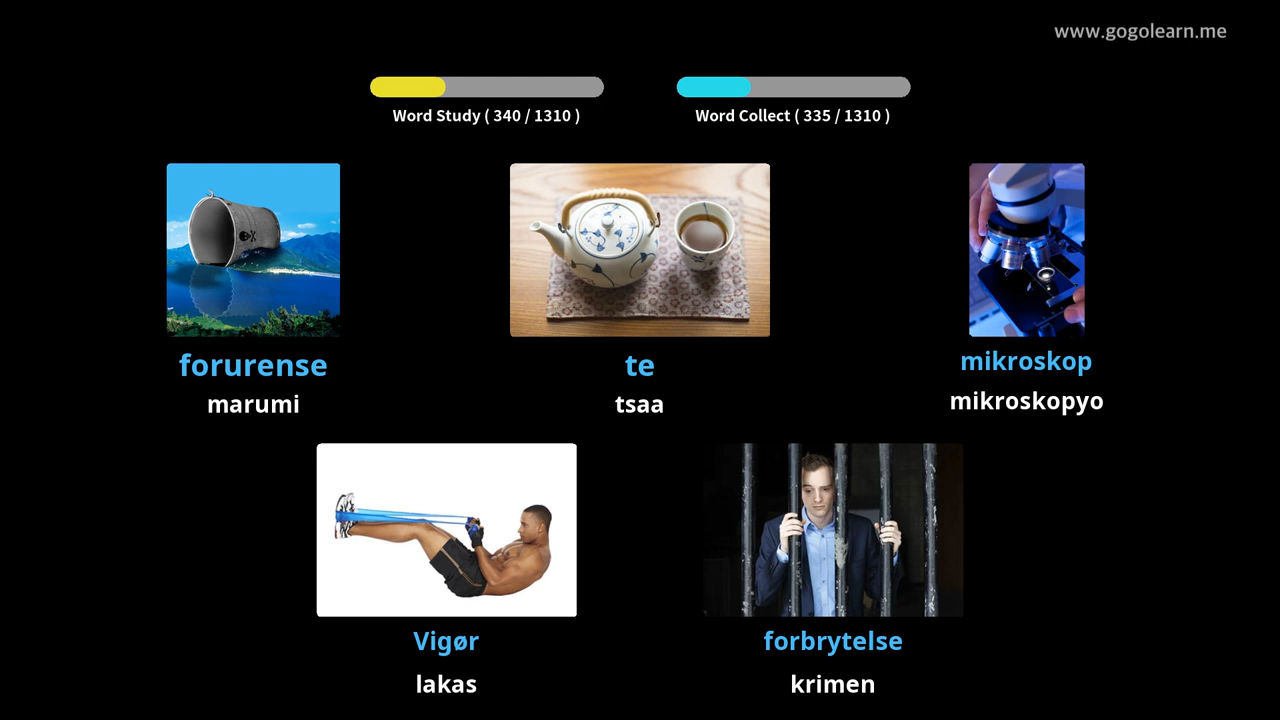 www.gogolearn.me
Word Study ( 340 / 1310 )
Word Collect ( 335 / 1310 )
forurense
marumi
te
tsaa
mikroskop
mikroskopyo
Vigør
lakas
forbrytelse
krimen